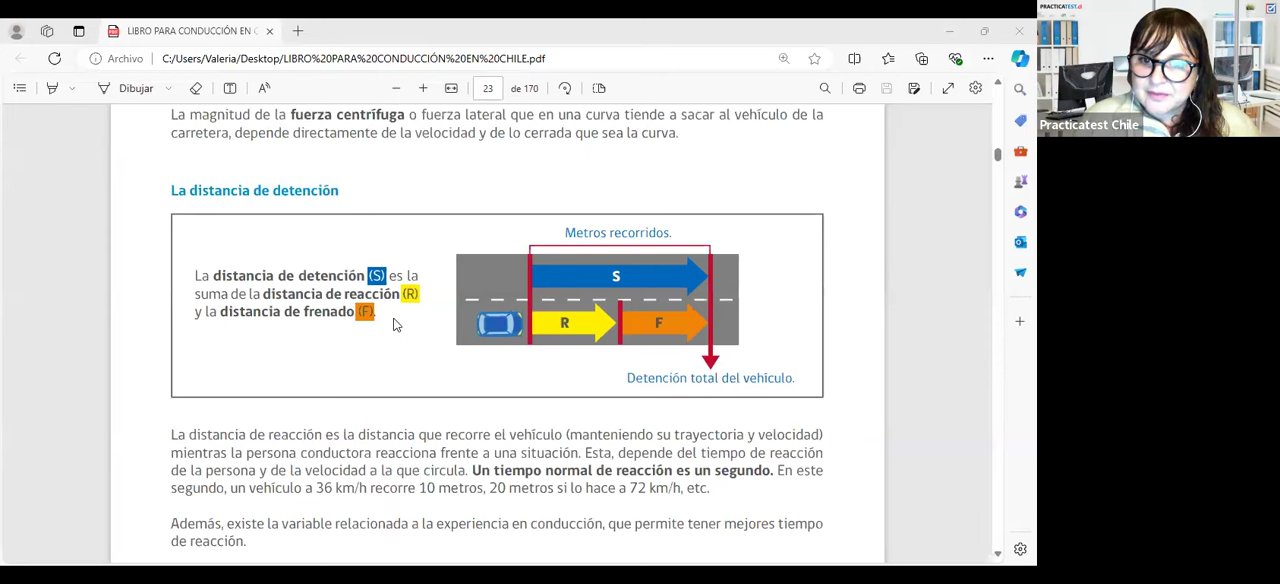 LIBRO PARA CONDUCCIÓN EN C
Archivo
C:/Users/Valeria/Desktop/LIBRO%20PARA%20CONDUCCIÓN%20EN%20CHILE.pdf
Dibujar
23 de 170
PRACTICATEST.cl
Practicatest Chile
La magnitud de la fuerza centrífuga o fuerza lateral que en una curva tiende a sacar al vehículo de la
carretera, depende directamente de la velocidad y de lo cerrada que sea la curva.
La distancia de detención
La distancia de detención (S) es la
suma de la distancia de reacción (R)
y la distancia de frenado (F).
Metros recorridos.
S
R
F
Detención total del vehículo.
La distancia de reacción es la distancia que recorre el vehículo (manteniendo su trayectoria y velocidad)
mientras la persona conductora reacciona frente a una situación. Esta, depende del tiempo de reacción
de la persona y de la velocidad a la que circula. Un tiempo normal de reacción es un segundo. En este
segundo, un vehículo a 36 km/h recorre 10 metros, 20 metros si lo hace a 72 km/h, etc.
Además, existe la variable relacionada a la experiencia en conducción, que permite tener mejores tiempo
de reacción.